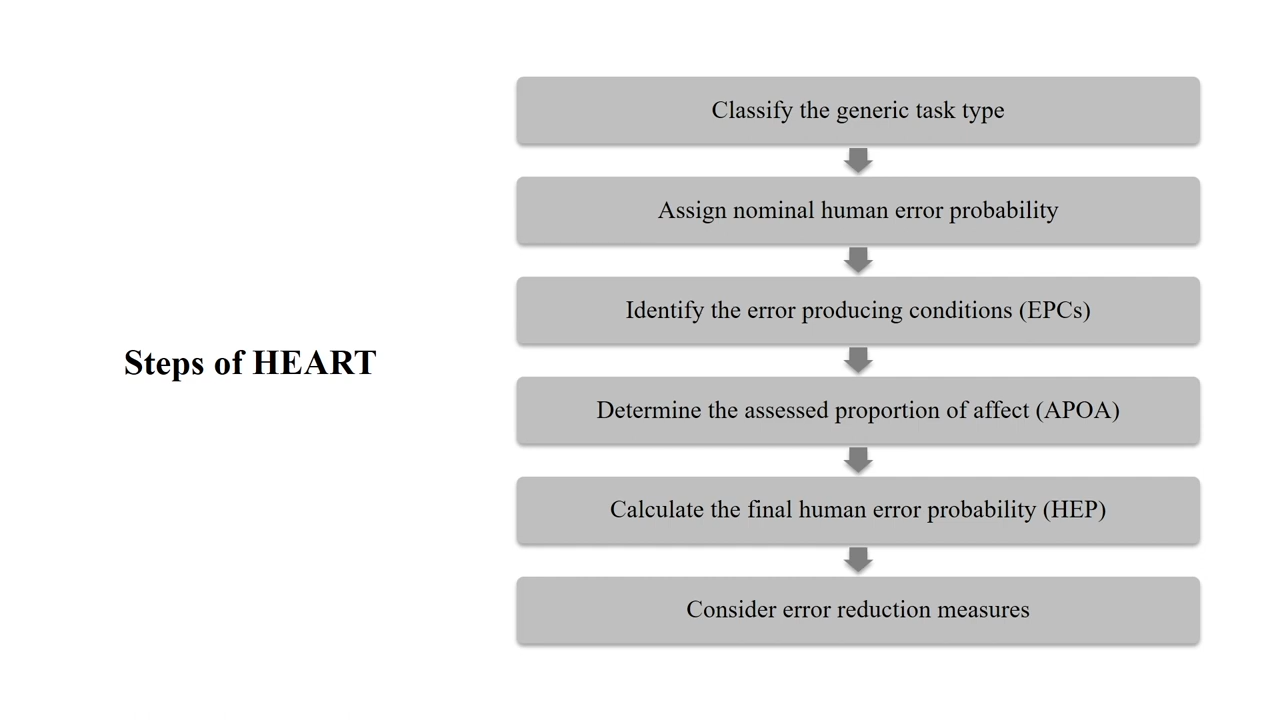 Steps of HEART
Classify the generic task type
Assign nominal human error probability
Identify the error producing conditions (EPCs)
Determine the assessed proportion of affect (APOA)
Calculate the final human error probability (HEP)
Consider error reduction measures